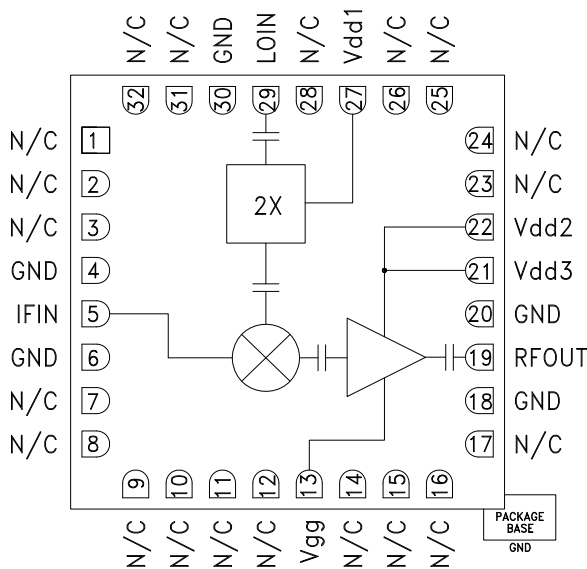 N/C N/C GND LOIN N/C Vdd1 N/C N/C
32 31 30 29 28 27 26 25
N/C 1
24 N/C
N/C 2
23 N/C
2X
N/C 3
22 Vdd2
GND 4
21 Vdd3
IFIN 5
20 GND
GND 6
19 RFOUT
N/C 7
18 GND
N/C 8
17 N/C
9 10 11 12 13 14 15 16
N/C N/C N/C N/C Vgg N/C N/C N/C
PACKAGE
BASE
GND